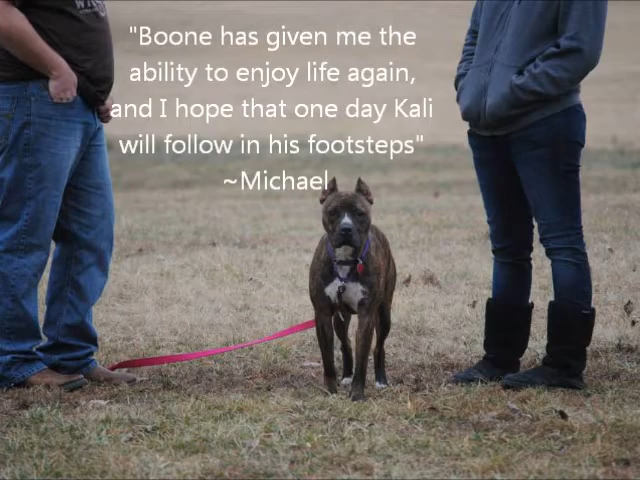 "Boone has given me the
ability to enjoy life again,
and I hope that one day Kali
will follow in his footsteps"
~Michael